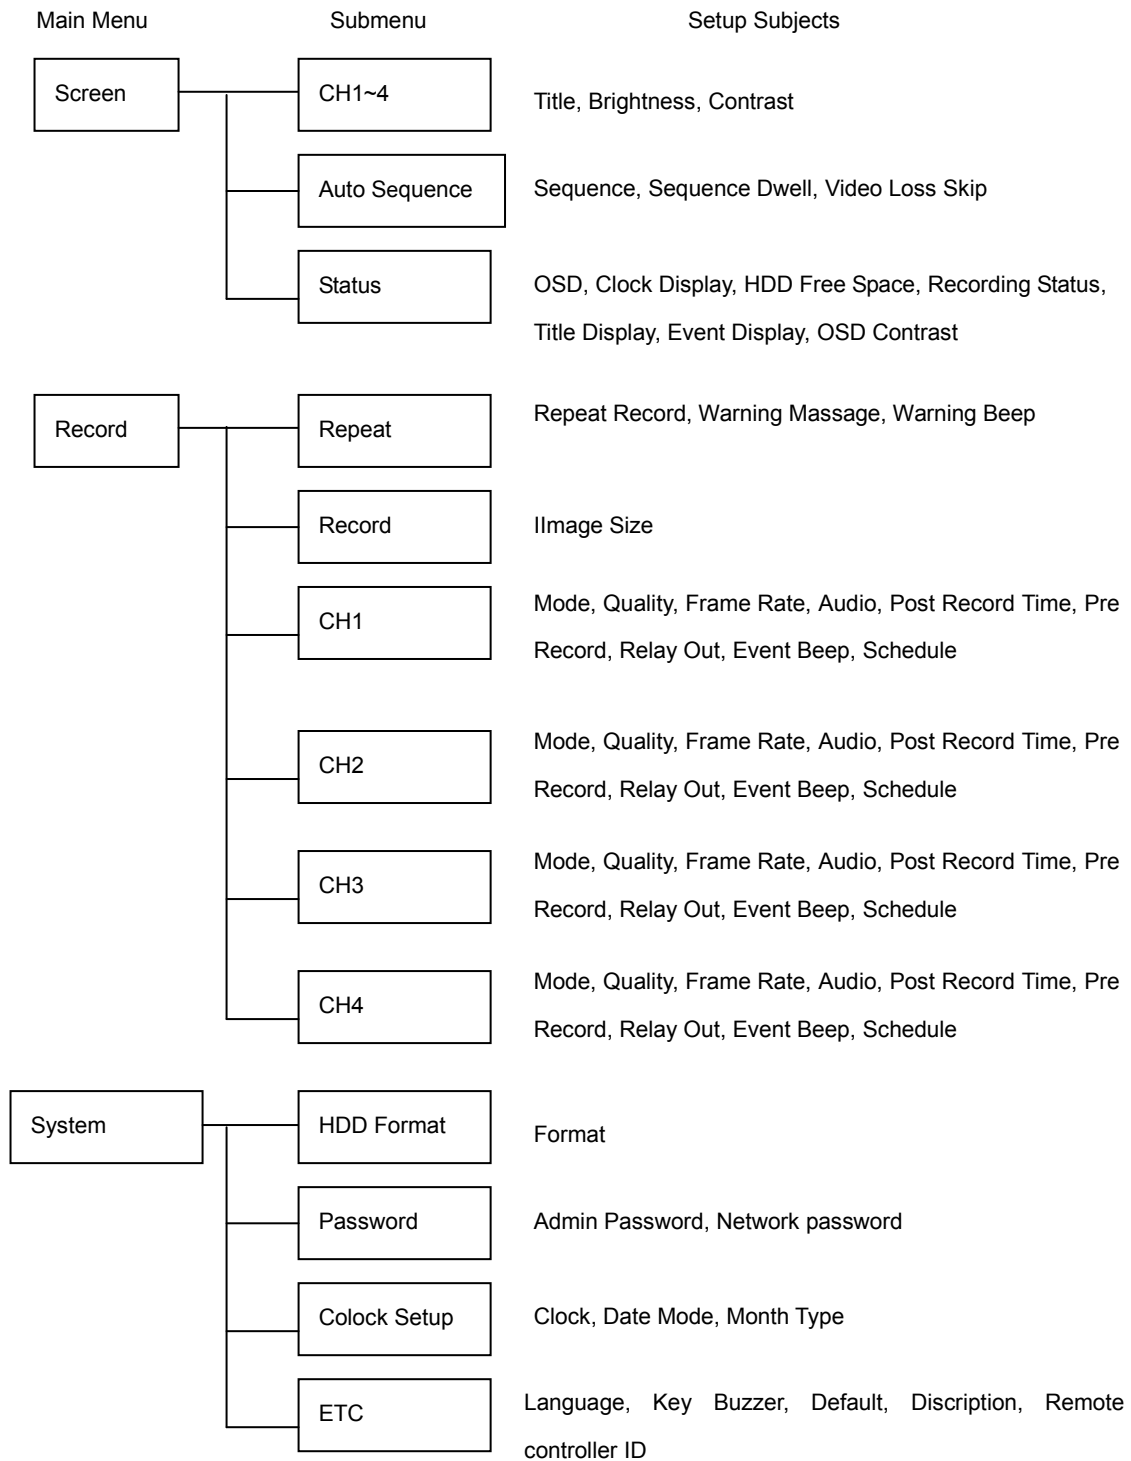 Main Menu Submenu Setup Subjects
Screen CH1~4 Title, Brightness, Contrast
Auto Sequence Sequence, Sequence Dwell, Video Loss Skip
Status OSD, Clock Display, HDD Free Space, Recording Status,
Title Display, Event Display, OSD Contrast
Record Repeat Repeat Record, Warning Massage, Warning Beep
Record IImage Size
CH1 Mode, Quality, Frame Rate, Audio, Post Record Time, Pre
Record, Relay Out, Event Beep, Schedule
CH2 Mode, Quality, Frame Rate, Audio, Post Record Time, Pre
Record, Relay Out, Event Beep, Schedule
CH3 Mode, Quality, Frame Rate, Audio, Post Record Time, Pre
Record, Relay Out, Event Beep, Schedule
CH4 Mode, Quality, Frame Rate, Audio, Post Record Time, Pre
Record, Relay Out, Event Beep, Schedule
System HDD Format Format
Password Admin Password, Network password
Colock Setup Clock, Date Mode, Month Type
ETC Language, Key Buzzer, Default, Discription, Remote
controller ID